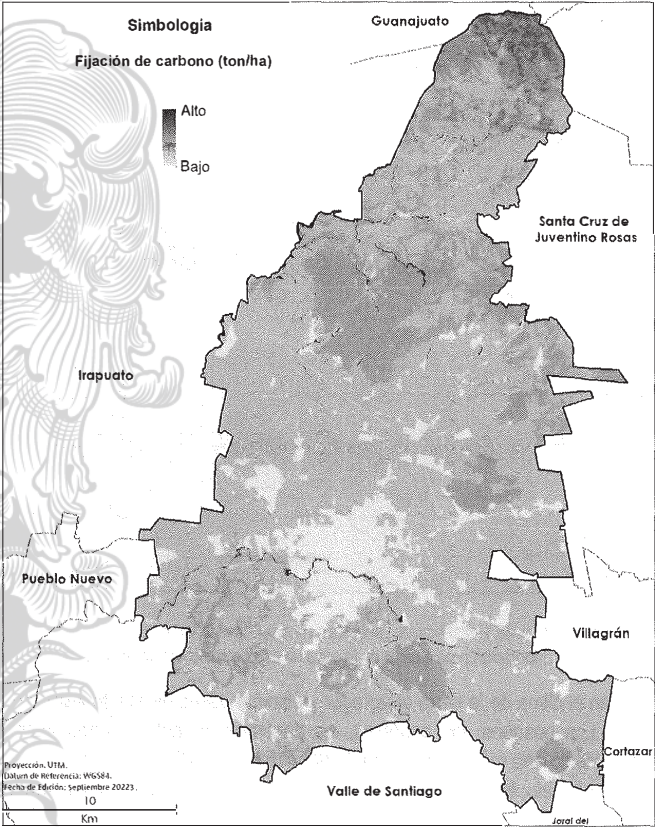 Simbología
Fijación de carbono (ton/ha)
Alto
Bajo
Guanajuato
Santa Cruz de
Juventino Rosas
Irapuato
Pueblo Nuevo
Villagrán
Cortazar
Valle de Santiago
Jaral del
Proyección. UTM.
Datum de Referencia: WGS84.
Fecha de Edición: Septiembre 20223.
10
Km